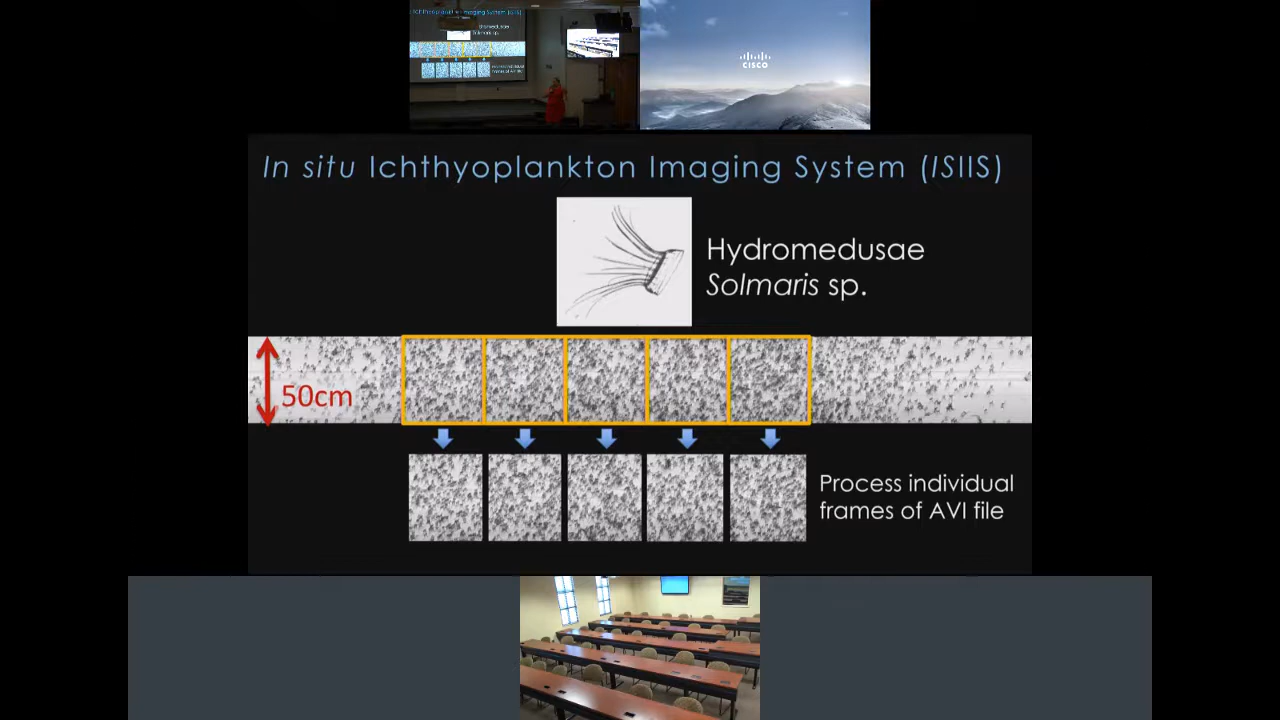 CISCO
In situ Ichthyoplankton Imaging System (ISIIS)
Hydromedusae
Solmaris sp.
50cm
Process individual
frames of AVI file